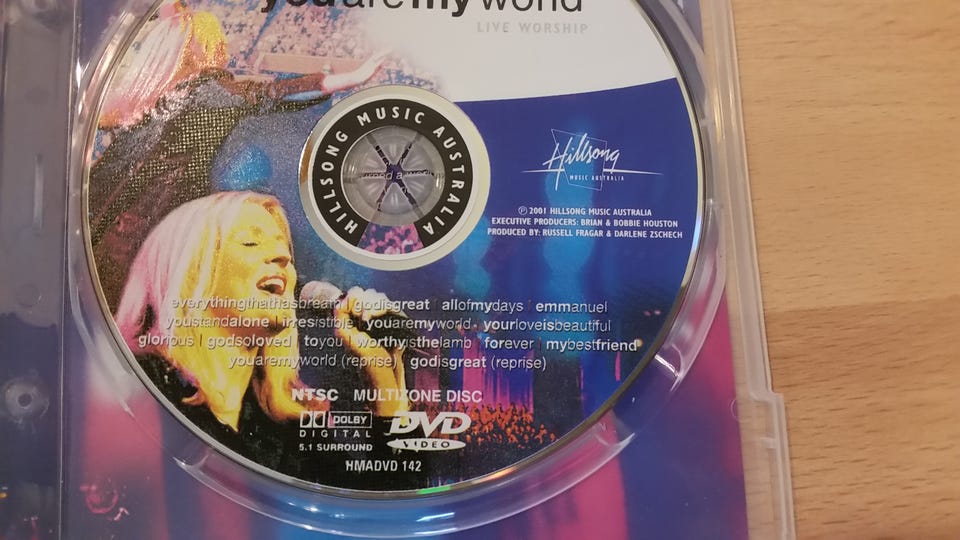 youaremyworld
LIVE WORSHIP
HILLSONG MUSIC AUSTRALIA
Hillsong
MUSIC AUSTRALIA
℗ 2001 HILLSONG MUSIC AUSTRALIA
EXECUTIVE PRODUCERS: BRIAN & BOBBIE HOUSTON
PRODUCED BY: RUSSELL FRAGAR & DARLENE ZSCHECH
everythingthathasbreath | godisgreat | allofmydays | emmanuel
youstandalone | irresistible | youaremyworld | yourloveisbeautiful
glorious | godsoloved | toyou | worthyisthelamb | forever | mybestfriend
youaremyworld (reprise) | godisgreat (reprise)
NTSC MULTIZONE DISC
DOLBY
DIGITAL
5.1 SURROUND
DVD
VIDEO
HMADVD 142